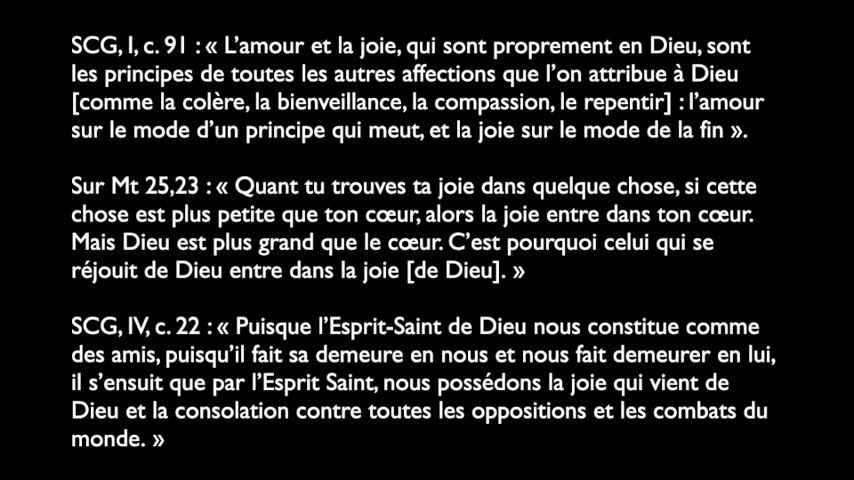 SCG, I, c. 91 : « L’amour et la joie, qui sont proprement en Dieu, sont
les principes de toutes les autres affections que l’on attribue à Dieu
[comme la colère, la bienveillance, la compassion, le repentir] : l’amour
sur le mode d’un principe qui meut, et la joie sur le mode de la fin ».
Sur Mt 25,23 : « Quant tu trouves ta joie dans quelque chose, si cette
chose est plus petite que ton cœur, alors la joie entre dans ton cœur.
Mais Dieu est plus grand que le cœur. C’est pourquoi celui qui se
réjouit de Dieu entre dans la joie [de Dieu]. »
SCG, IV, c. 22 : « Puisque l’Esprit-Saint de Dieu nous constitue comme
des amis, puisqu’il fait sa demeure en nous et nous fait demeurer en lui,
il s’ensuit que par l’Esprit Saint, nous possédons la joie qui vient de
Dieu et la consolation contre toutes les oppositions et les combats du
monde. »